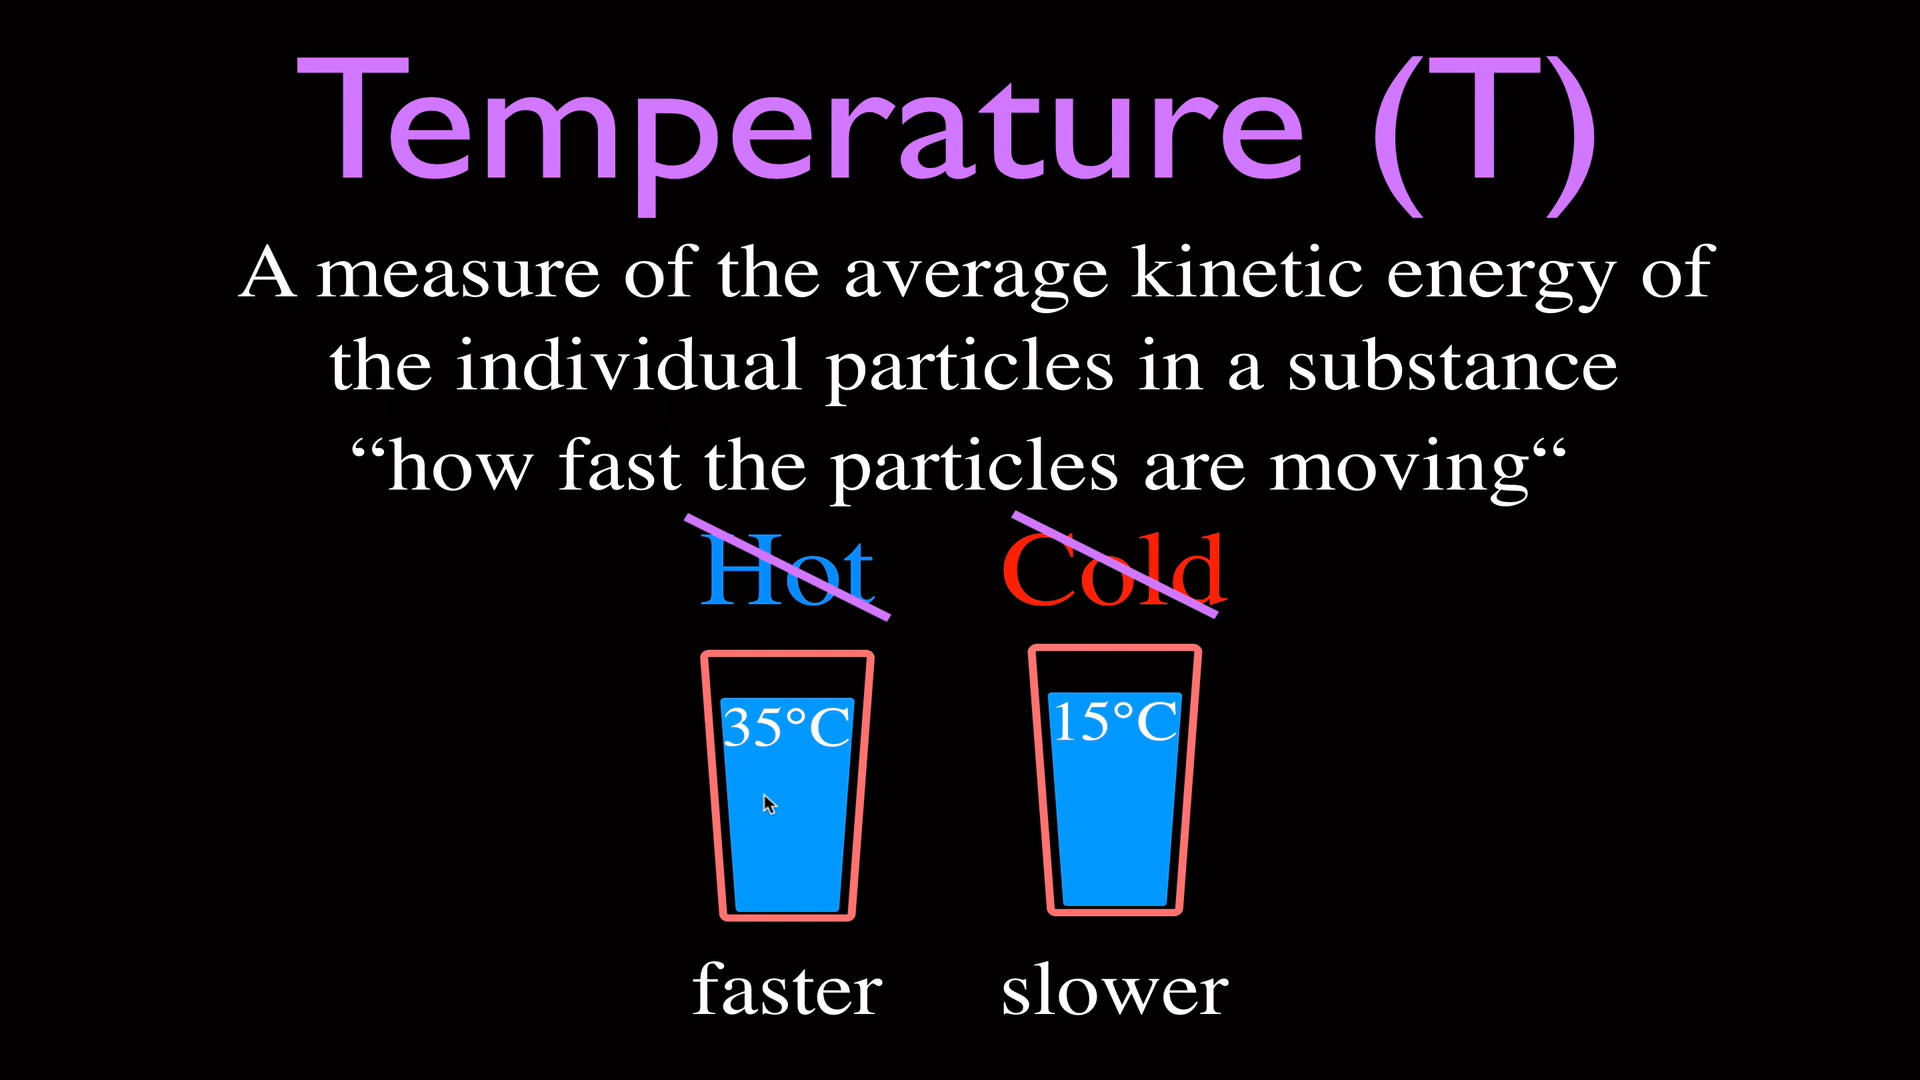 Temperature (T)
A measure of the average kinetic energy of
the individual particles in a substance
“how fast the particles are moving“
Hot Cold
35°C 15°C
faster slower